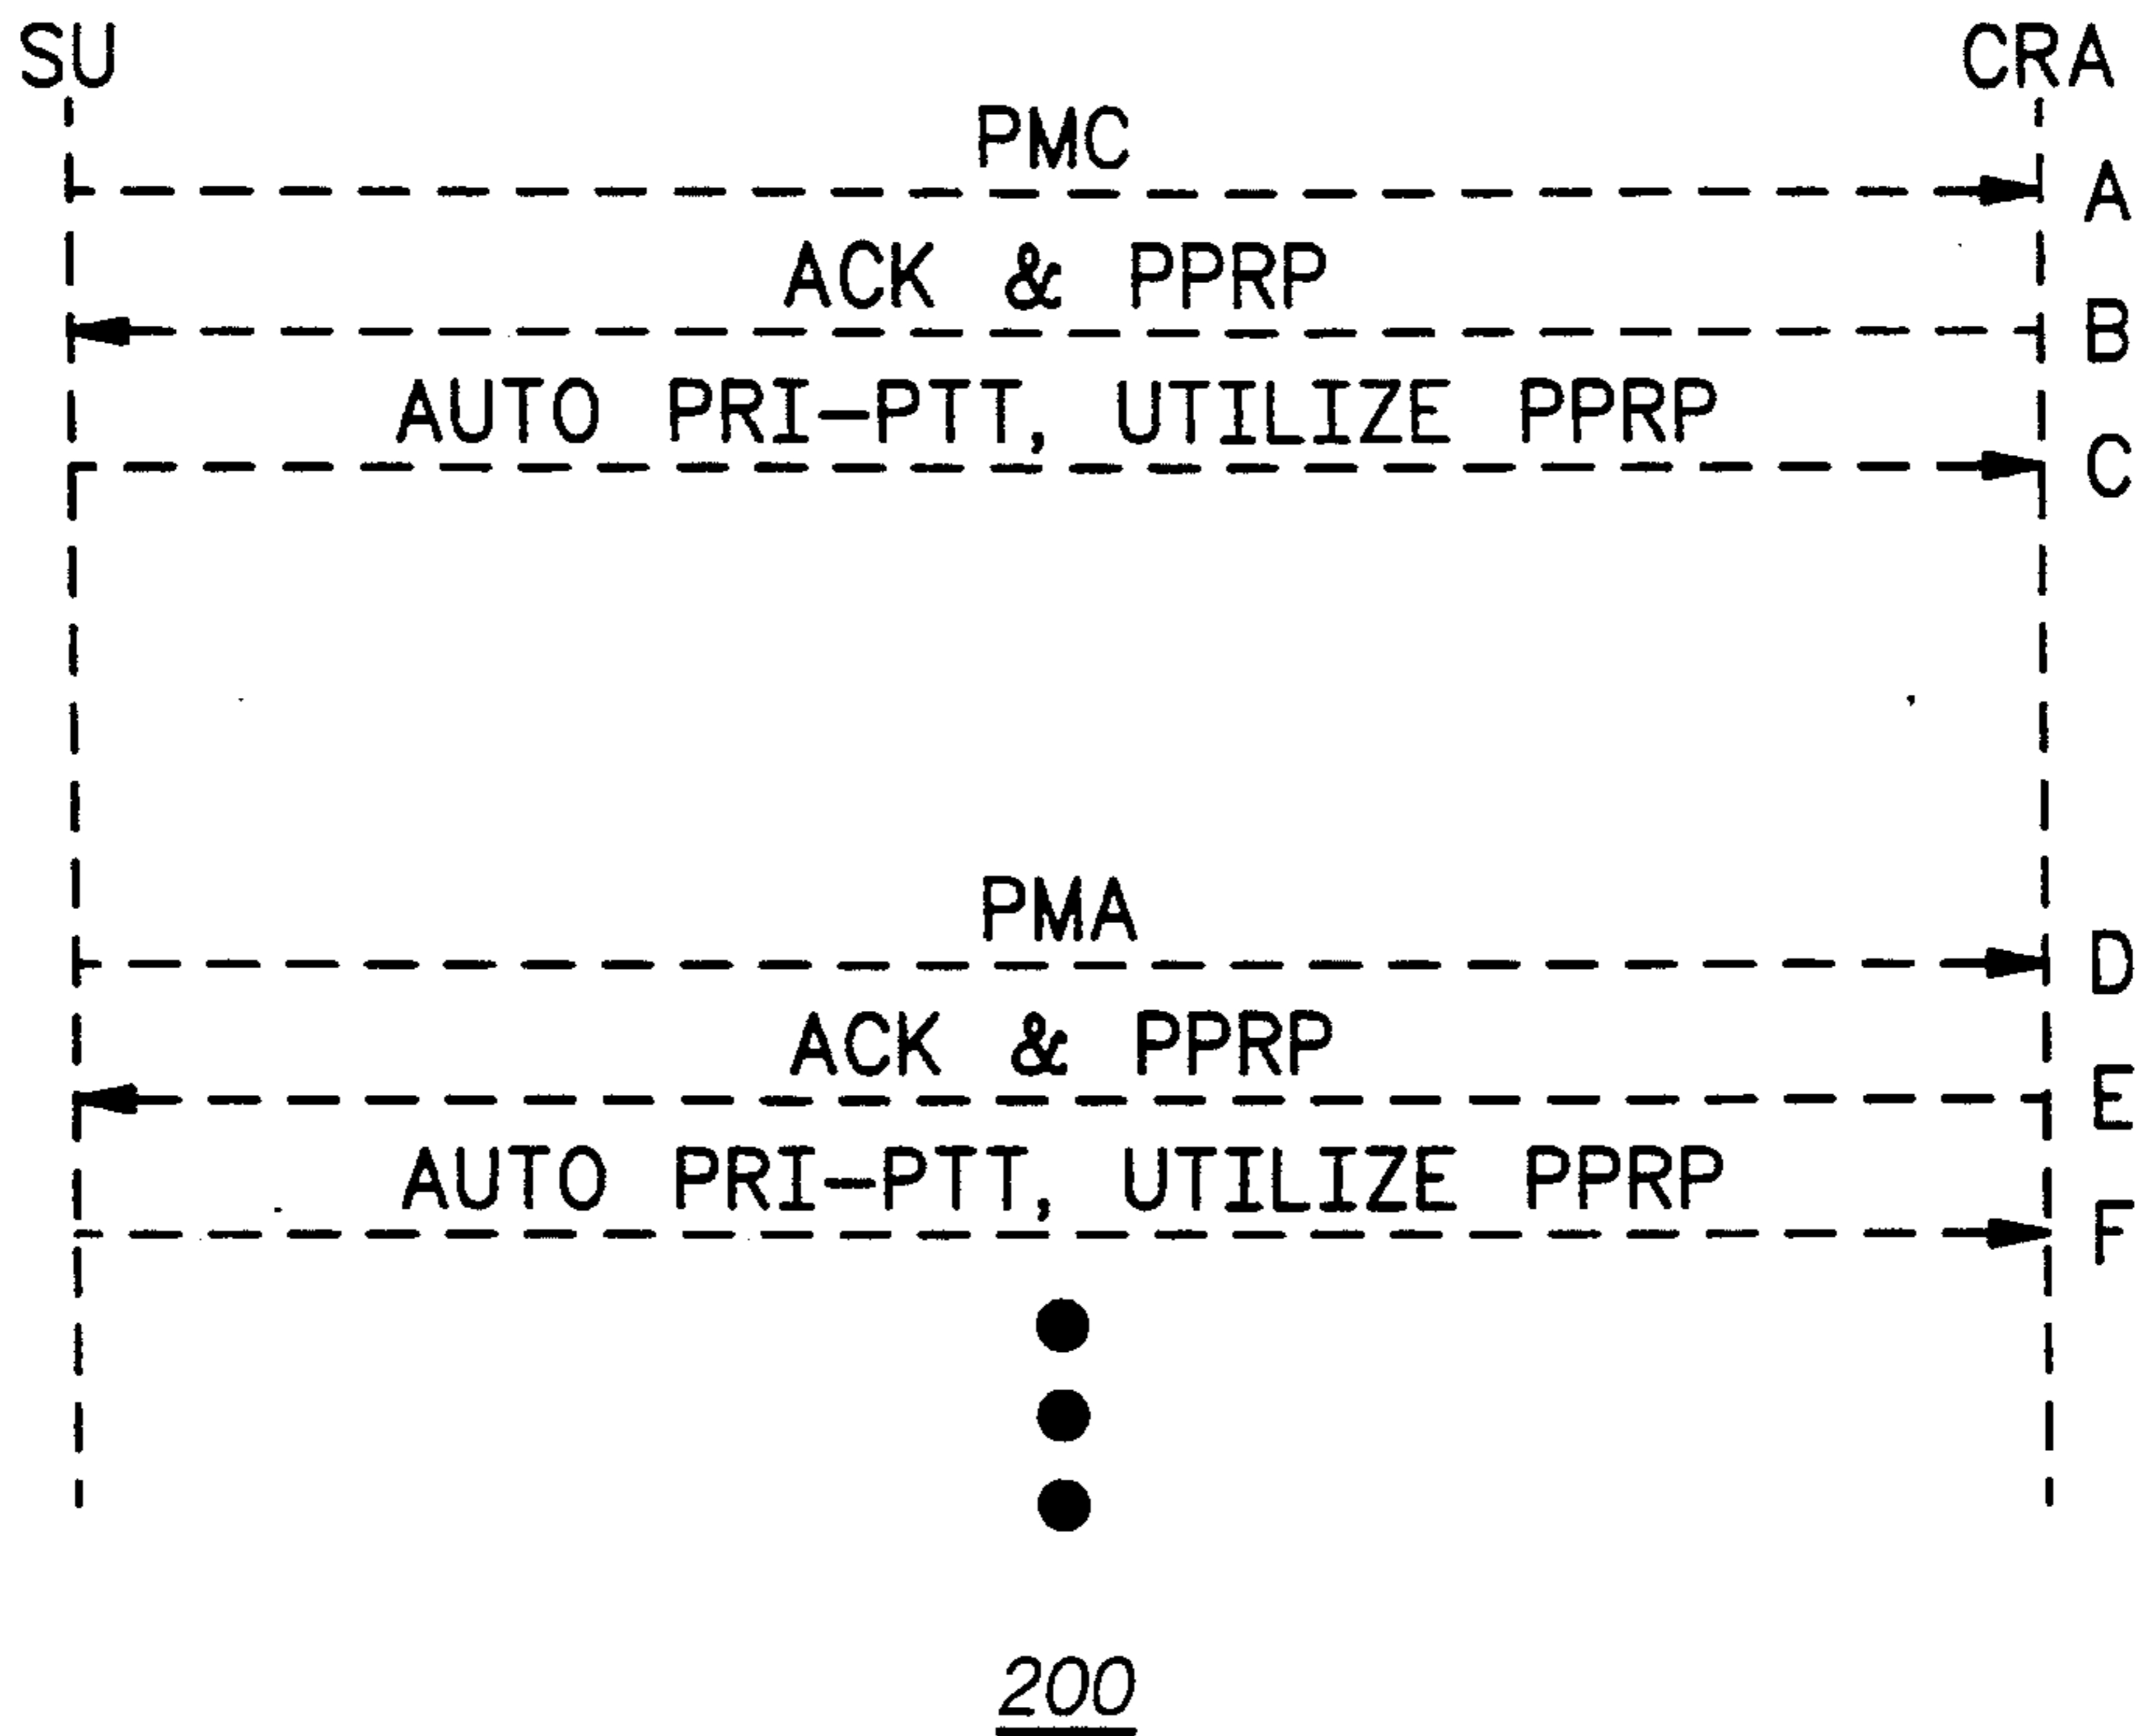 SU CRA
PMC
A
ACK & PPRP
B
AUTO PRI-PTT, UTILIZE PPRP
C
PMA
D
ACK & PPRP
E
AUTO PRI-PTT, UTILIZE PPRP
F
200